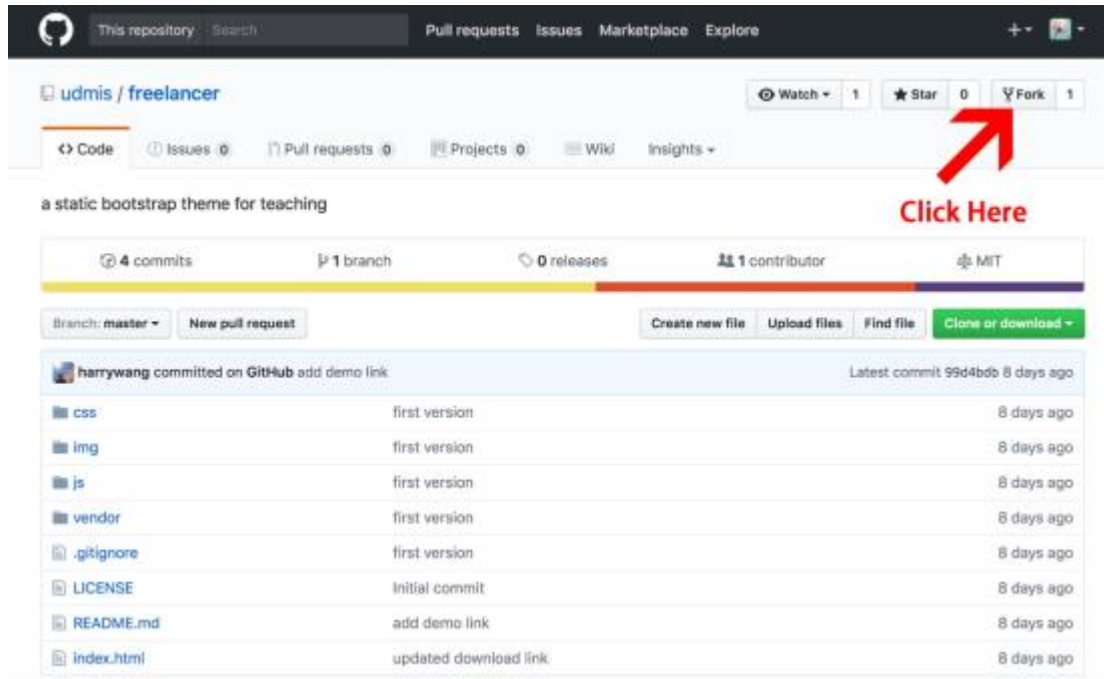 This repository Search Pull requests Issues Marketplace Explore
udmis / freelancer Watch 1 Star 0 Fork 1
Code Issues 0 Pull requests 0 Projects 0 Wiki Insights
Click Here
a static bootstrap theme for teaching
4 commits 1 branch 0 releases 1 contributor MIT
Branch: master New pull request Create new file Upload files Find file Clone or download
harrywang committed on GitHub add demo link Latest commit 99d4bdb 8 days ago
css first version 8 days ago
img first version 8 days ago
js first version 8 days ago
vendor first version 8 days ago
.gitignore first version 8 days ago
LICENSE Initial commit 8 days ago
README.md add demo link 8 days ago
index.html updated download link 8 days ago